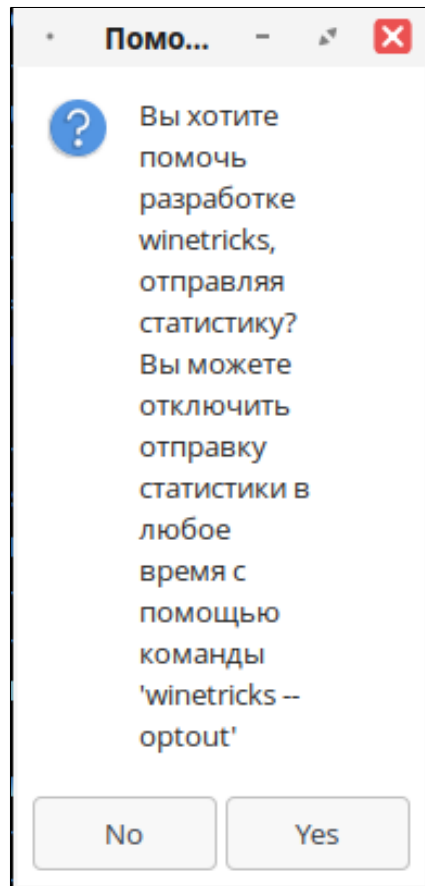 Помо...
Вы хотите
помочь
разработке
winetricks,
отправляя
статистику?
Вы можете
отключить
отправку
статистики в
любое
время с
помощью
команды
'winetricks --
optout'
No Yes